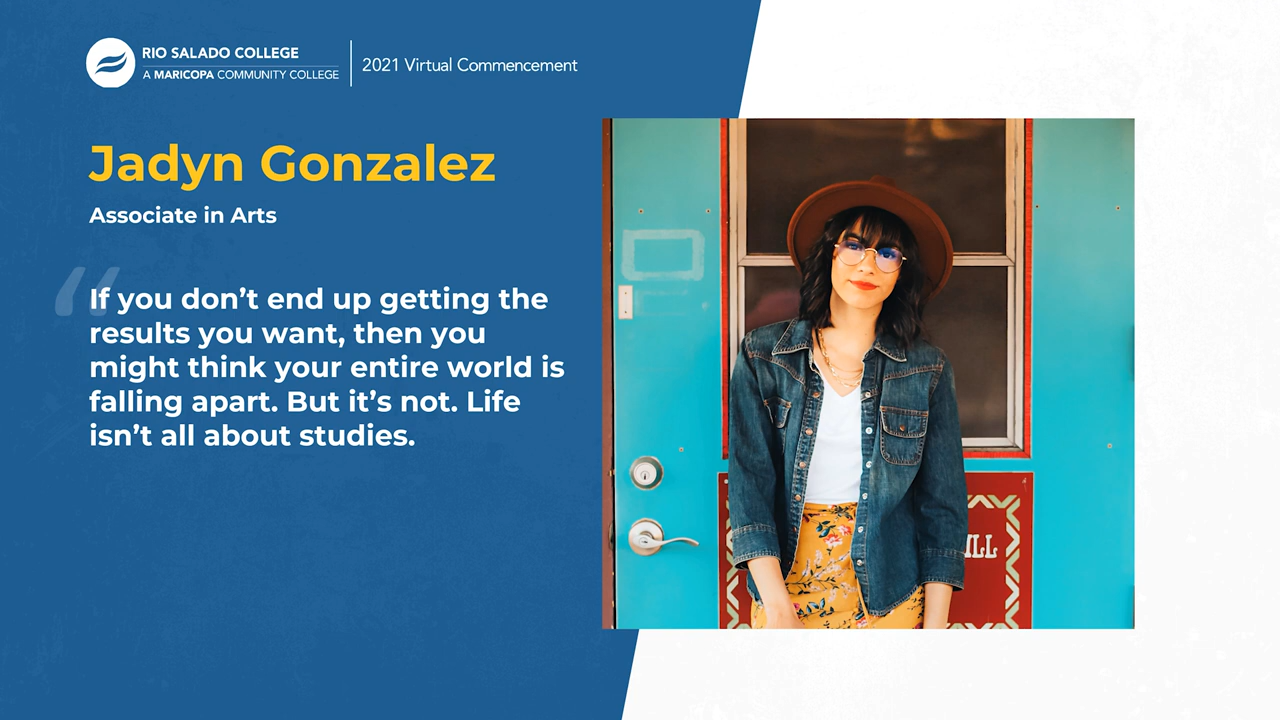 RIO SALADO COLLEGE
A MARICOPA COMMUNITY COLLEGE
2021 Virtual Commencement
Jadyn Gonzalez
Associate in Arts
“
If you don’t end up getting the
results you want, then you
might think your entire world is
falling apart. But it’s not. Life
isn’t all about studies.
ILL